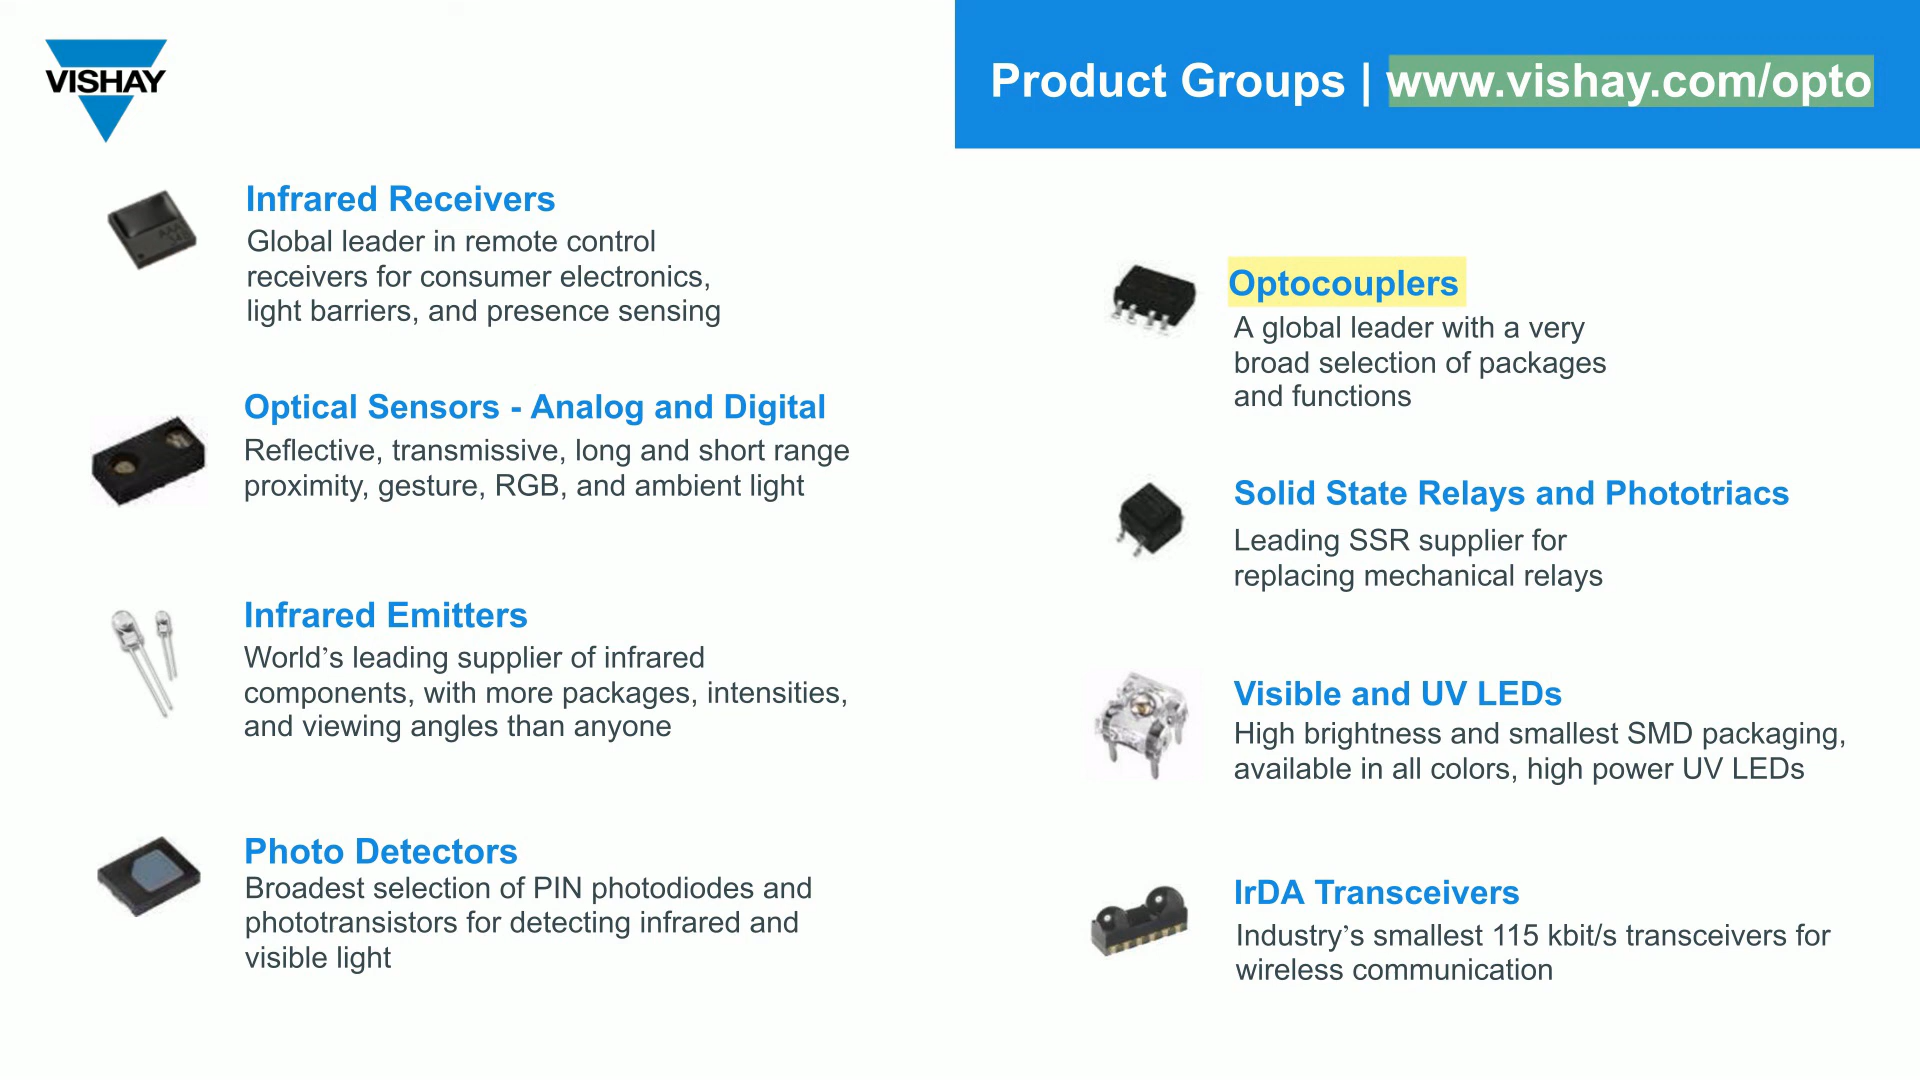 VISHAY
Product Groups | www.vishay.com/opto
Infrared Receivers
Global leader in remote control
receivers for consumer electronics,
light barriers, and presence sensing
Optical Sensors - Analog and Digital
Reflective, transmissive, long and short range
proximity, gesture, RGB, and ambient light
Infrared Emitters
World’s leading supplier of infrared
components, with more packages, intensities,
and viewing angles than anyone
Photo Detectors
Broadest selection of PIN photodiodes and
phototransistors for detecting infrared and
visible light
Optocouplers
A global leader with a very
broad selection of packages
and functions
Solid State Relays and Phototriacs
Leading SSR supplier for
replacing mechanical relays
Visible and UV LEDs
High brightness and smallest SMD packaging,
available in all colors, high power UV LEDs
IrDA Transceivers
Industry’s smallest 115 kbit/s transceivers for
wireless communication